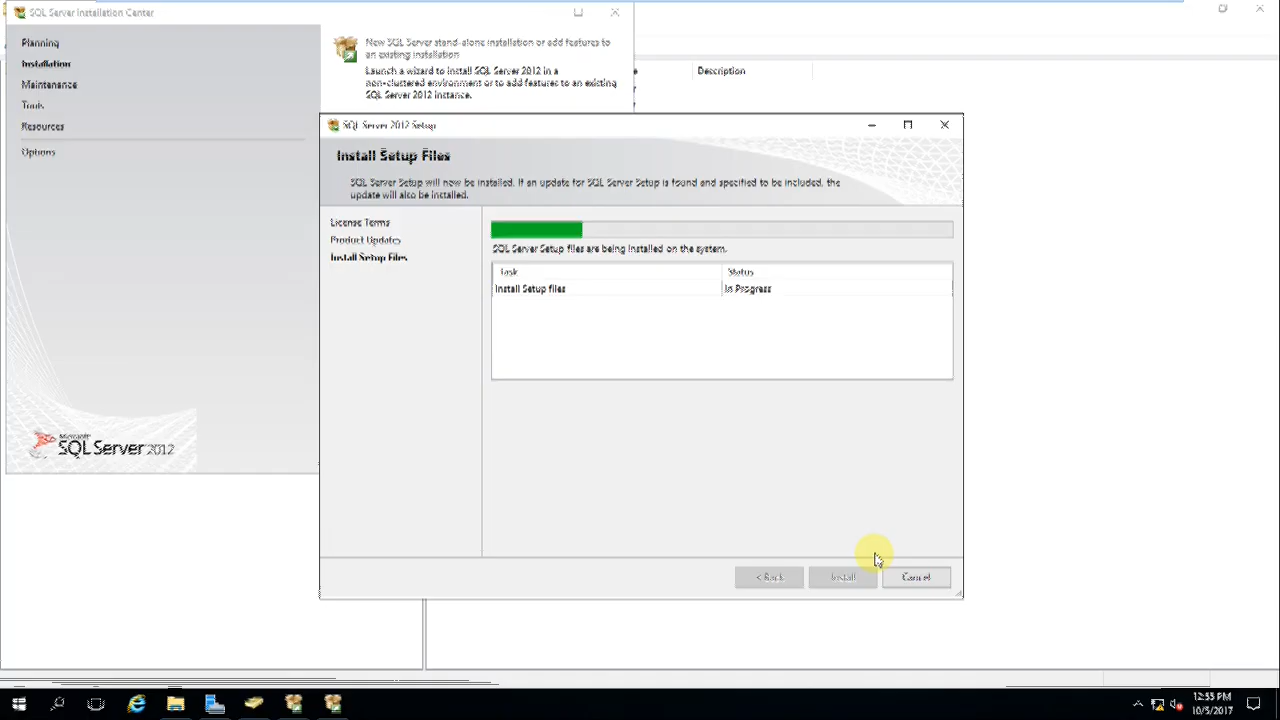 SQL Server Installation Center
Planning
Installation
Maintenance
Tools
Resources
Options
New SQL Server stand-alone installation or add features to
an existing installation
Launch a wizard to install SQL Server 2012 in a
non-clustered environment or to add features to an existing
SQL Server 2012 instance.
Description
SQL Server 2012 Setup
Install Setup Files
SQL Server Setup will now be installed. If an update for SQL Server Setup is found and specified to be included, the
update will also be installed.
License Terms
Product Updates
Install Setup Files
SQL Server Setup files are being installed on the system.
Task Status
Install Setup files In Progress
Microsoft
SQL Server 2012
< Back Install Cancel
12:55 PM
10/5/2017